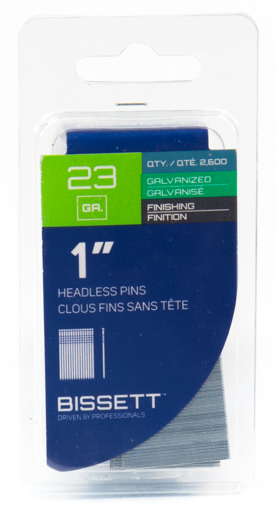 23
GA.
QTY. / QTÉ. 2,600
GALVANIZED
GALVANISÉ
FINISHING
FINITION
1"
HEADLESS PINS
CLOUS FINS SANS TÊTE
BISSETT™
DRIVEN BY PROFESSIONALS